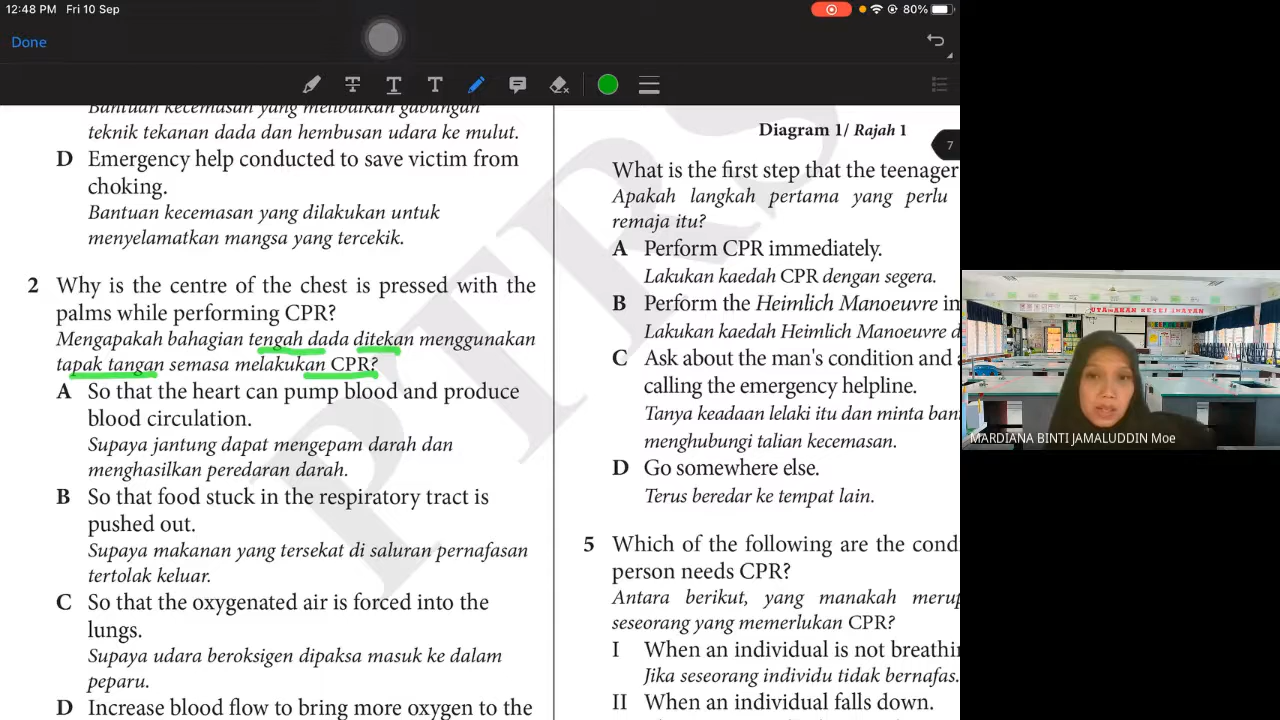 12:48 PM Fri 10 Sep
80%
Done
Bantuan kecemasan yang melibatkan gabungan
teknik tekanan dada dan hembusan udara ke mulut.
D Emergency help conducted to save victim from
choking.
Bantuan kecemasan yang dilakukan untuk
menyelamatkan mangsa yang tercekik.
2 Why is the centre of the chest is pressed with the
palms while performing CPR?
Mengapakah bahagian tengah dada ditekan menggunakan
tapak tangan semasa melakukan CPR?
A So that the heart can pump blood and produce
blood circulation.
Supaya jantung dapat mengepam darah dan
menghasilkan peredaran darah.
B So that food stuck in the respiratory tract is
pushed out.
Supaya makanan yang tersekat di saluran pernafasan
tertolak keluar.
C So that the oxygenated air is forced into the
lungs.
Supaya udara beroksigen dipaksa masuk ke dalam
peparu.
D Increase blood flow to bring more oxygen to the
Diagram 1/ Rajah 1
7
What is the first step that the teenager
Apakah langkah pertama yang perlu
remaja itu?
A Perform CPR immediately.
Lakukan kaedah CPR dengan segera.
B Perform the Heimlich Manoeuvre in
Lakukan kaedah Heimlich Manoeuvre d
C Ask about the man's condition and a
calling the emergency helpline.
Tanya keadaan lelaki itu dan minta ban
menghubungi talian kecemasan.
D Go somewhere else.
Terus beredar ke tempat lain.
5 Which of the following are the cond
person needs CPR?
Antara berikut, yang manakah merup
seseorang yang memerlukan CPR?
I When an individual is not breathi
Jika seseorang individu tidak bernafas.
II When an individual falls down.
MARDIANA BINTI JAMALUDDIN Moe